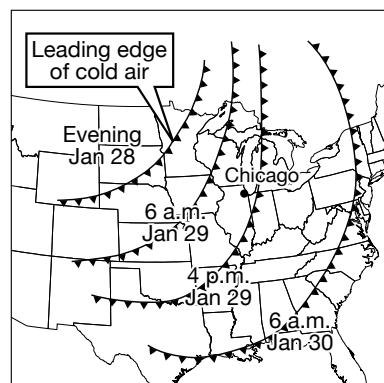 Leading edge
of cold air
Evening
Jan 28
Chicago
6 a.m.
Jan 29
4 p.m.
Jan 29
6 a.m.
Jan 30